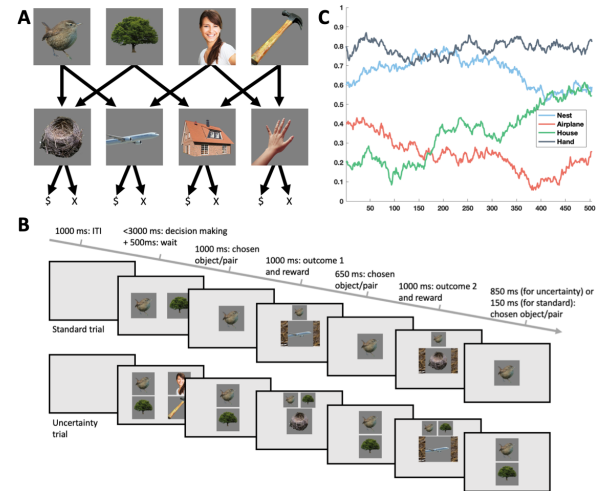 A
$ X $ X $ X $ X
C
1
0.9
0.8
0.7
0.6
0.5
0.4
0.3
0.2
0.1
0
Nest
Airplane
House
Hand
50 100 150 200 250 300 350 400 450 500
B
1000 ms: ITI
<3000 ms: decision making
+ 500ms: wait
1000 ms: chosen
object/pair
1000 ms: outcome 1
and reward
650 ms: chosen
object/pair
1000 ms: outcome 2
and reward
850 ms (for uncertainty) or
150 ms (for standard):
chosen object/pair
Standard trial
Uncertainty
trial